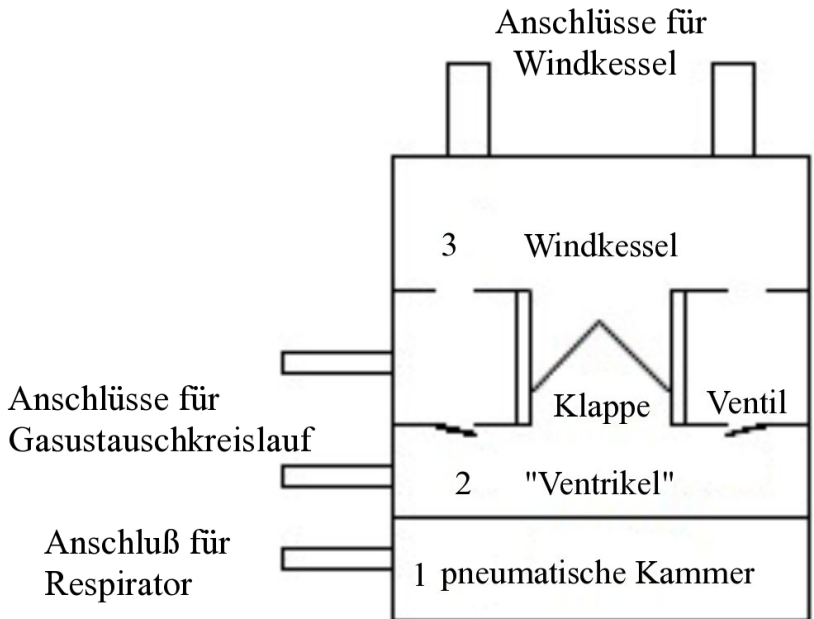 Anschlüsse für
Windkessel
3 Windkessel
Klappe
Ventil
Anschlüsse für
Gasustauschkreislauf
2 "Ventrikel"
Anschluß für
Respirator
1 pneumatische Kammer